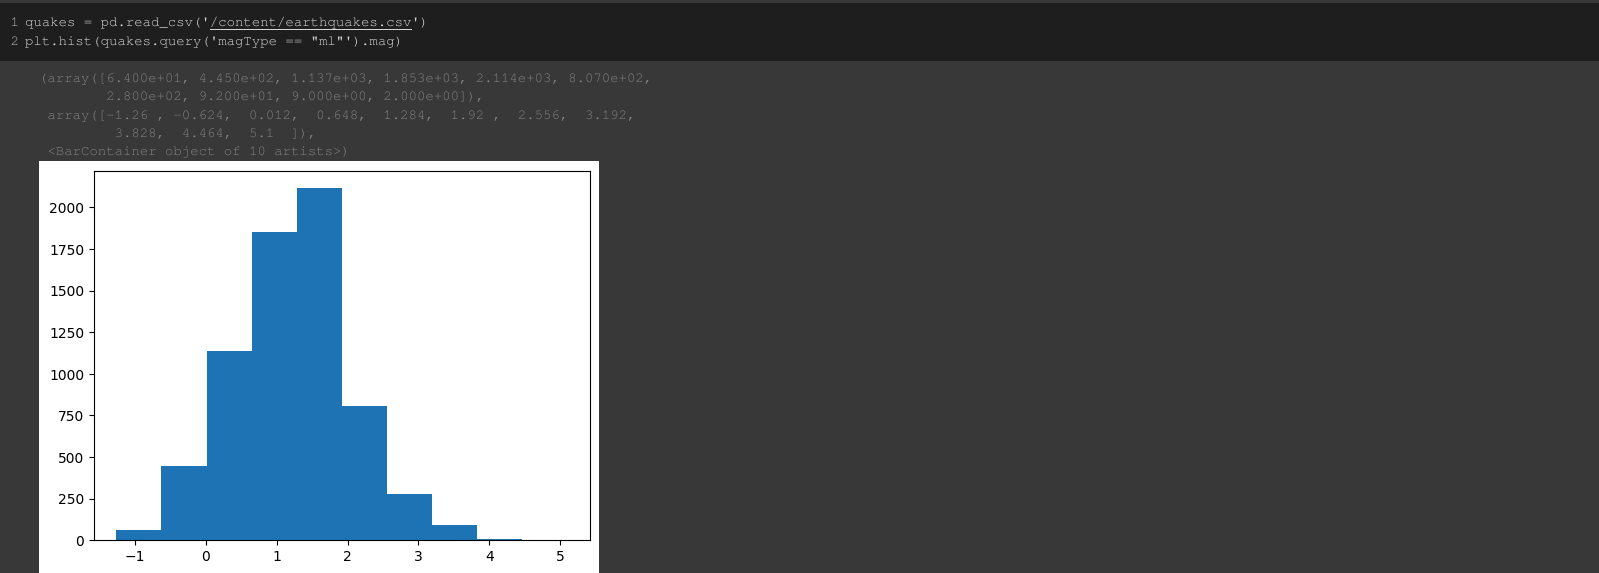 1 quakes = pd.read_csv('/content/earthquakes.csv')
2 plt.hist(quakes.query('magType == "ml"').mag)
(array([6.400e+01, 4.450e+02, 1.137e+03, 1.853e+03, 2.114e+03, 8.070e+02,
2.800e+02, 9.200e+01, 9.000e+00, 2.000e+00]),
array([-1.26 , -0.624,  0.012,  0.648,  1.284,  1.92 ,  2.556,  3.192,
3.828,  4.464,  5.1  ]),
<BarContainer object of 10 artists>)
2000
1750
1500
1250
1000
750
500
250
0
−1 0 1 2 3 4 5